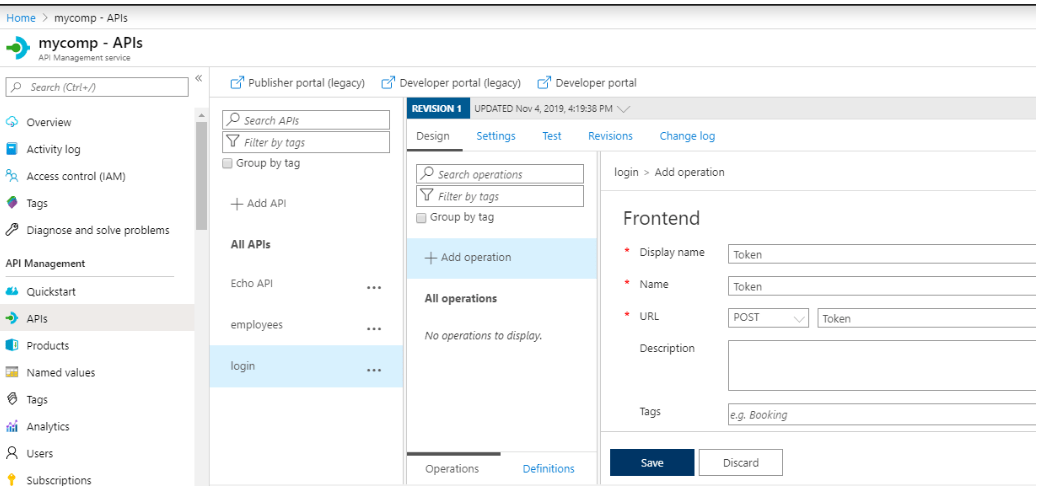 Home > mycomp - APIs
mycomp - APIs
API Management service
Search (Ctrl+/)
«
Overview
Activity log
Access control (IAM)
Tags
Diagnose and solve problems
API Management
Quickstart
APIs
Products
Named values
Tags
Analytics
Users
Subscriptions
Publisher portal (legacy) Developer portal (legacy) Developer portal
Search APIs
Filter by tags
Group by tag
+ Add API
All APIs
Echo API ...
employees ...
login ...
REVISION 1 UPDATED Nov 4, 2019, 4:19:38 PM
Design Settings Test Revisions Change log
Search operations
Filter by tags
Group by tag
+ Add operation
All operations
No operations to display.
Operations Definitions
login > Add operation
Frontend
* Display name Token
* Name Token
* URL POST Token
Description
Tags e.g. Booking
Save Discard